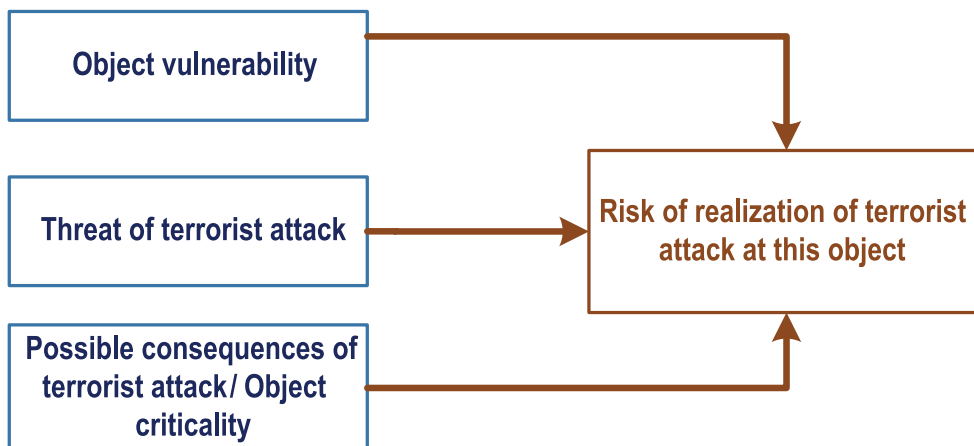 Object vulnerability
Threat of terrorist attack
Possible consequences of
terrorist attack/ Object
criticality
Risk of realization of terrorist
attack at this object